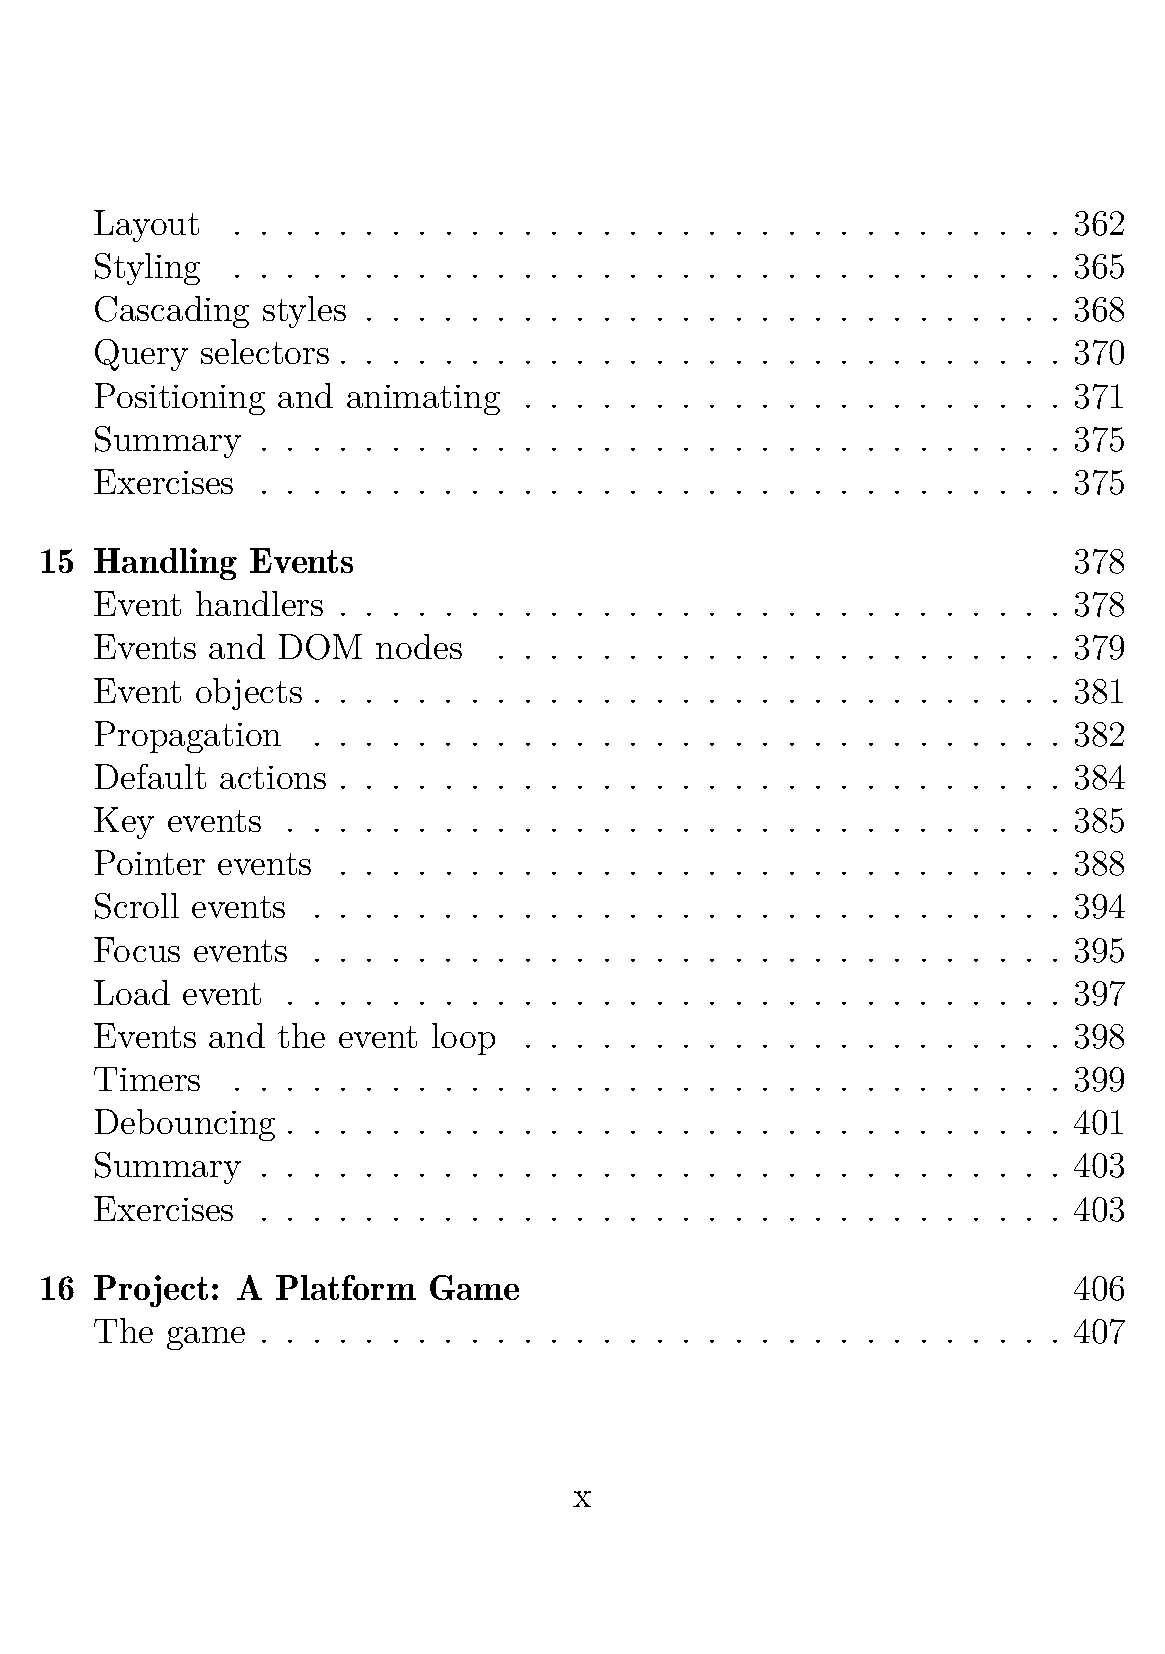 Layout . . . . . . . . . . . . . . . . . . . . . . . . . . . . . . . . 362
Styling . . . . . . . . . . . . . . . . . . . . . . . . . . . . . . . . 365
Cascading styles . . . . . . . . . . . . . . . . . . . . . . . . . . . 368
Query selectors . . . . . . . . . . . . . . . . . . . . . . . . . . . . 370
Positioning and animating . . . . . . . . . . . . . . . . . . . . . 371
Summary . . . . . . . . . . . . . . . . . . . . . . . . . . . . . . . 375
Exercises . . . . . . . . . . . . . . . . . . . . . . . . . . . . . . . 375
15 Handling Events 378
Event handlers . . . . . . . . . . . . . . . . . . . . . . . . . . . . 378
Events and DOM nodes . . . . . . . . . . . . . . . . . . . . . . 379
Event objects . . . . . . . . . . . . . . . . . . . . . . . . . . . . . 381
Propagation . . . . . . . . . . . . . . . . . . . . . . . . . . . . . 382
Default actions . . . . . . . . . . . . . . . . . . . . . . . . . . . . 384
Key events . . . . . . . . . . . . . . . . . . . . . . . . . . . . . . 385
Pointer events . . . . . . . . . . . . . . . . . . . . . . . . . . . . 388
Scroll events . . . . . . . . . . . . . . . . . . . . . . . . . . . . . 394
Focus events . . . . . . . . . . . . . . . . . . . . . . . . . . . . . 395
Load event . . . . . . . . . . . . . . . . . . . . . . . . . . . . . . 397
Events and the event loop . . . . . . . . . . . . . . . . . . . . . 398
Timers . . . . . . . . . . . . . . . . . . . . . . . . . . . . . . . . 399
Debouncing . . . . . . . . . . . . . . . . . . . . . . . . . . . . . . 401
Summary . . . . . . . . . . . . . . . . . . . . . . . . . . . . . . . 403
Exercises . . . . . . . . . . . . . . . . . . . . . . . . . . . . . . . 403
16 Project: A Platform Game 406
The game . . . . . . . . . . . . . . . . . . . . . . . . . . . . . . . 407
x